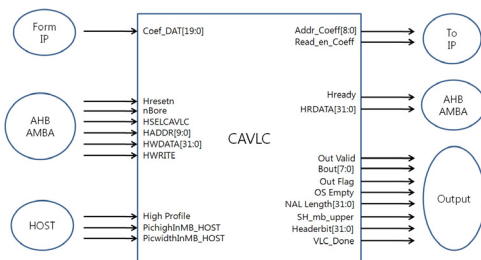 Form
IP
Coef_DAT[19:0]
Addr_Coeff[8:0]
Read_en_Coeff
To
IP
AHB
AMBA
Hresetn
nBore
HSELCAVLC
HADDR[9:0]
HWDATA[31:0]
HWRITE
CAVLC
Hready
HRDATA[31:0]
AHB
AMBA
Out Valid
Bout[7:0]
Out Flag
OS Empty
NAL Length[31:0]
SH_mb_upper
Headerbit[31:0]
VLC_Done
Output
HOST
High Profile
PichighInMB_HOST
PicwidthInMB_HOST